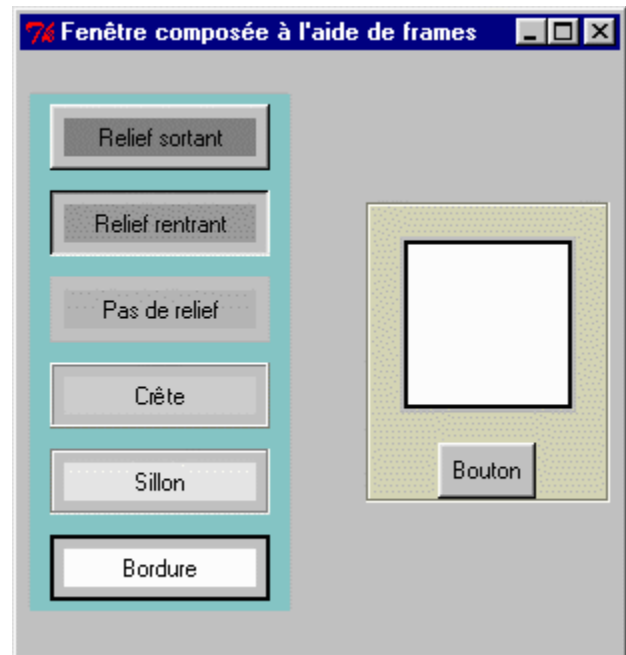 Fenêtre composée à l'aide de frames
Relief sortant
Relief rentrant
Pas de relief
Crête
Sillon
Bordure
Bouton